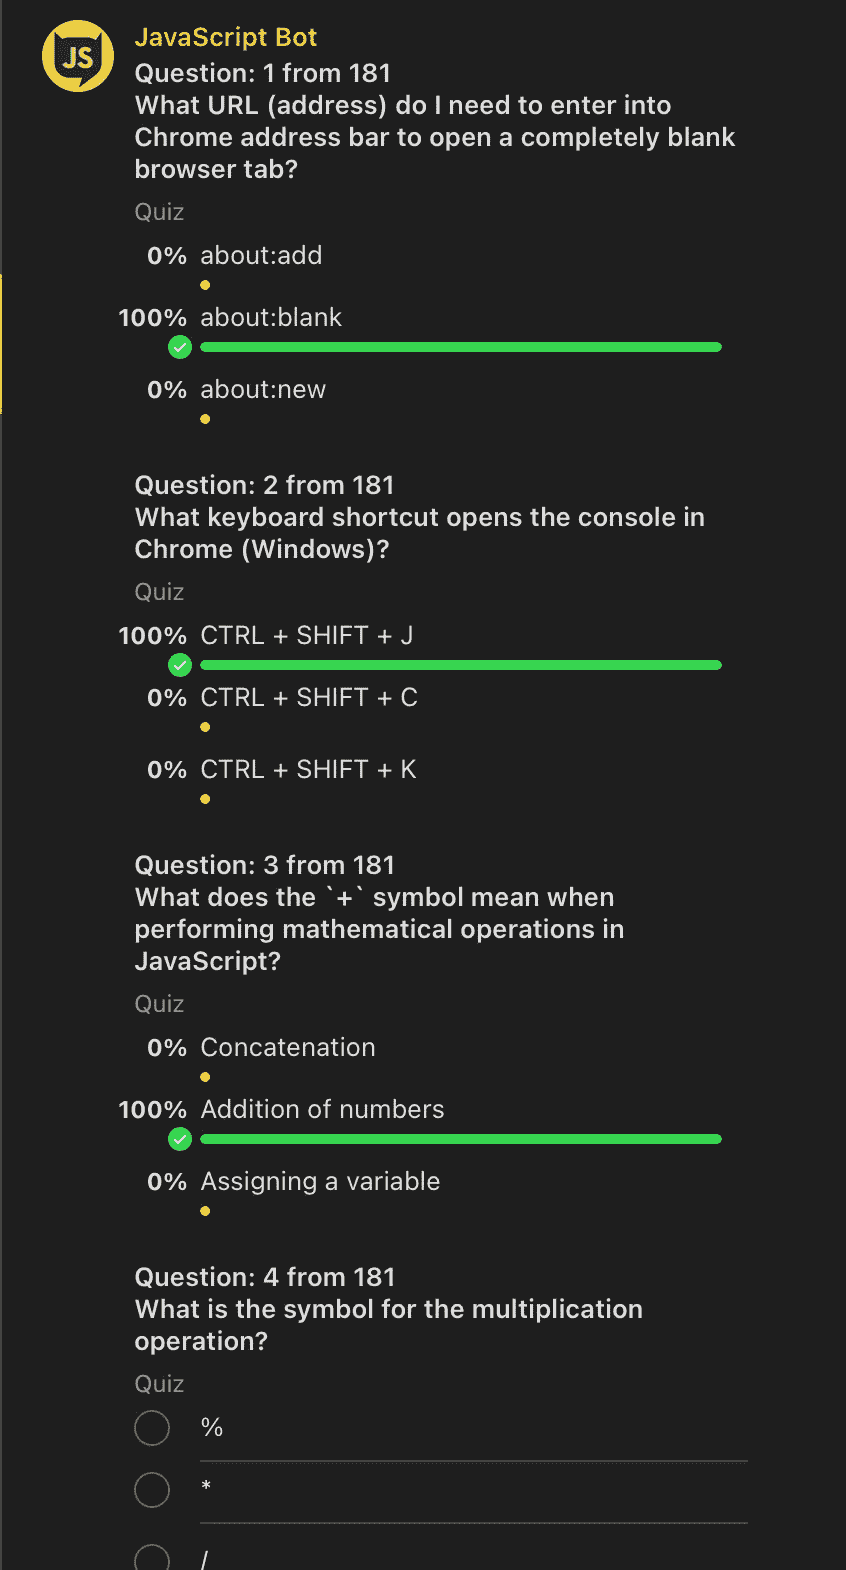 JS
JavaScript Bot
Question: 1 from 181
What URL (address) do I need to enter into
Chrome address bar to open a completely blank
browser tab?
Quiz
0% about:add
100% about:blank
0% about:new
Question: 2 from 181
What keyboard shortcut opens the console in
Chrome (Windows)?
Quiz
100% CTRL + SHIFT + J
0% CTRL + SHIFT + C
0% CTRL + SHIFT + K
Question: 3 from 181
What does the `+` symbol mean when
performing mathematical operations in
JavaScript?
Quiz
0% Concatenation
100% Addition of numbers
0% Assigning a variable
Question: 4 from 181
What is the symbol for the multiplication
operation?
Quiz
%
*
/